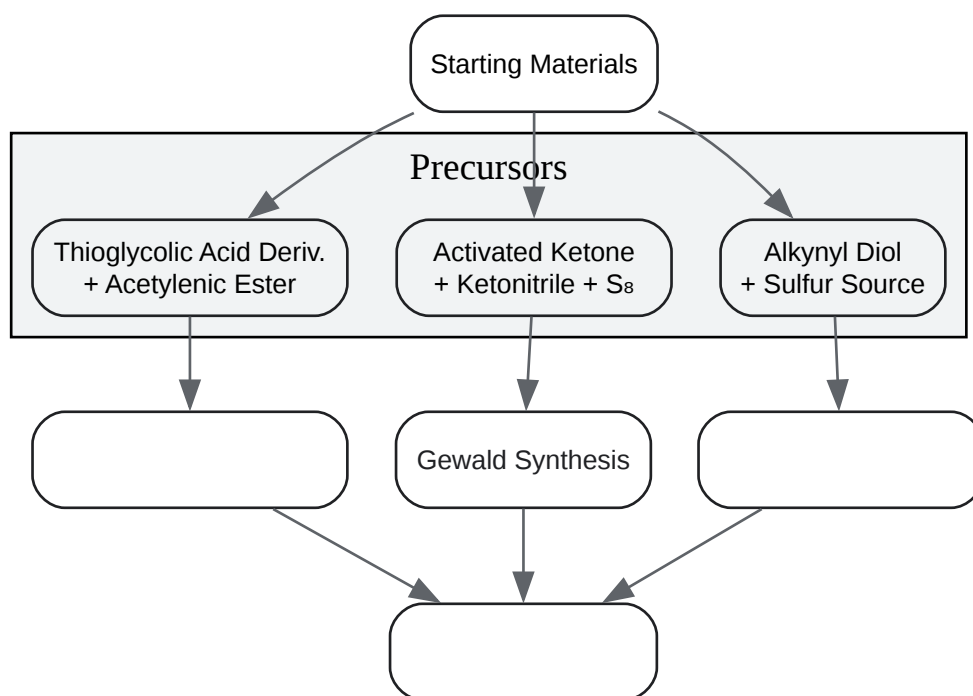 Starting Materials
Precursors
Thioglycolic Acid Deriv.
+ Acetylenic Ester
Activated Ketone
+ Ketonitrile + S₈
Alkynyl Diol
+ Sulfur Source
Gewald Synthesis